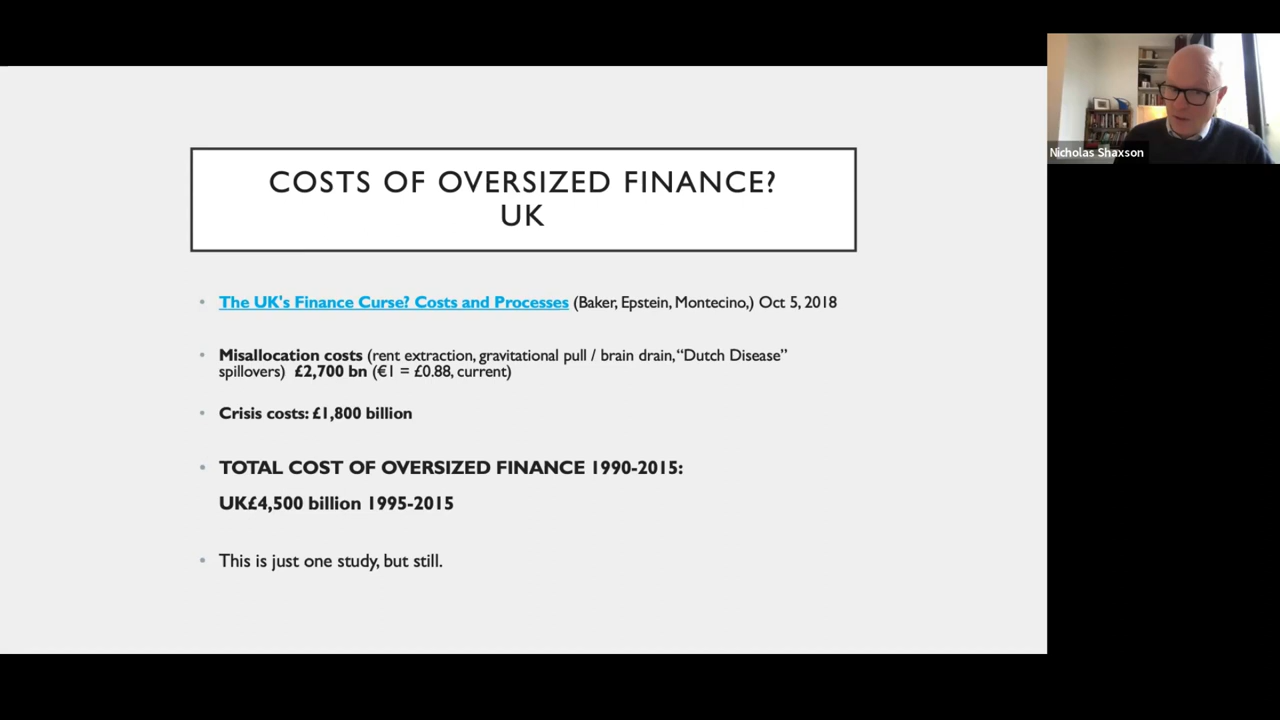 COSTS OF OVERSIZED FINANCE?
UK
• The UK's Finance Curse? Costs and Processes (Baker, Epstein, Montecino,) Oct 5, 2018
• Misallocation costs (rent extraction, gravitational pull / brain drain, “Dutch Disease”
spillovers) £2,700 bn (€1 = £0.88, current)
• Crisis costs: £1,800 billion
• TOTAL COST OF OVERSIZED FINANCE 1990-2015:
UK£4,500 billion 1995-2015
• This is just one study, but still.
Nicholas Shaxson